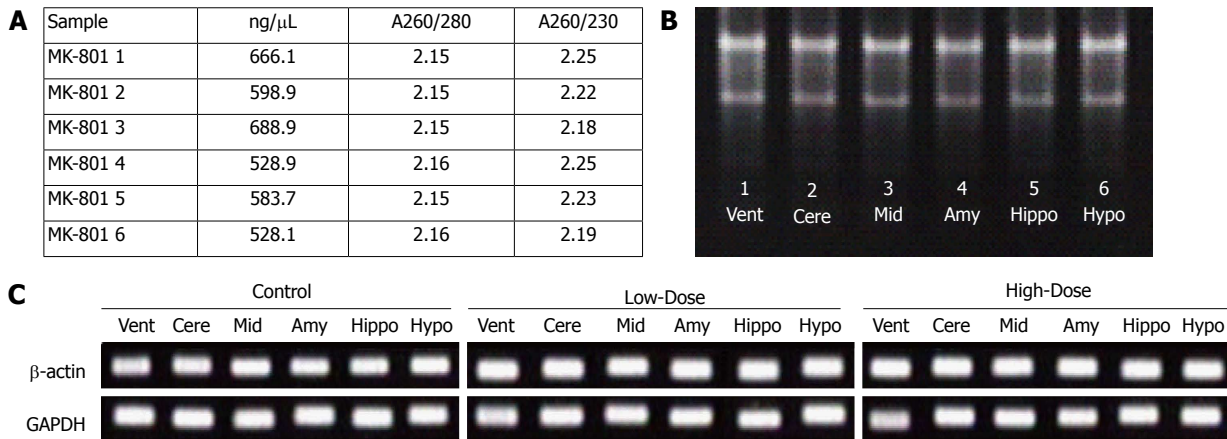 A
Sample ng/μL A260/280 A260/230
MK-801 1 666.1 2.15 2.25
MK-801 2 598.9 2.15 2.22
MK-801 3 688.9 2.15 2.18
MK-801 4 528.9 2.16 2.25
MK-801 5 583.7 2.15 2.23
MK-801 6 528.1 2.16 2.19
B
1 2 3 4 5 6
Vent Cere Mid Amy Hippo Hypo
C
Control Low-Dose High-Dose
Vent Cere Mid Amy Hippo Hypo Vent Cere Mid Amy Hippo Hypo Vent Cere Mid Amy Hippo Hypo
β-actin
GAPDH